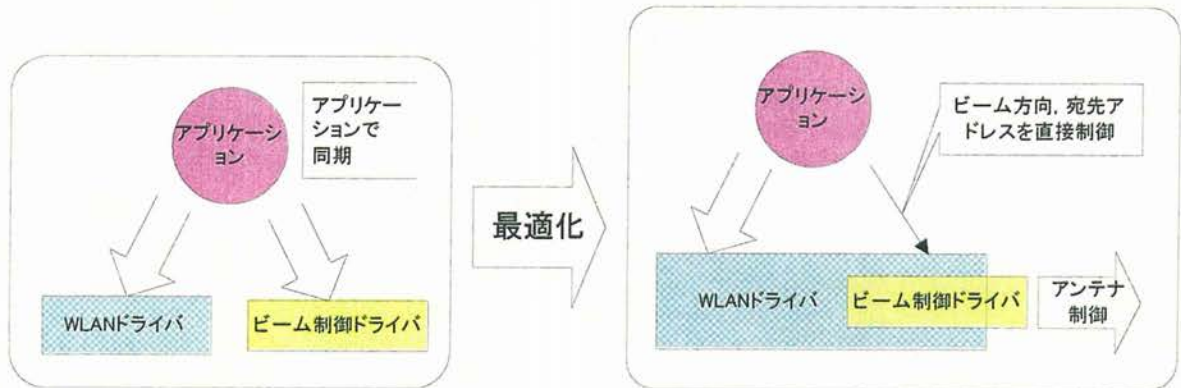 アプリケーシ
ョン
アプリケー
ションで
同期
WLANドライバ
ビーム制御ドライバ
最適化
アプリケーシ
ョン
ビーム方向，宛先ア
ドレスを直接制御
WLANドライバ
ビーム制御ドライバ
アンテナ
制御